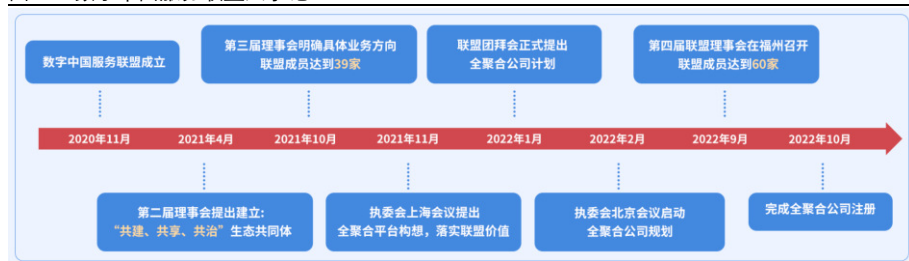 数字中国服务联盟成立
第三届理事会明确具体业务方向
联盟成员达到39家
联盟团拜会正式提出
全聚合公司计划
第四届联盟理事会在福州召开
联盟成员达到60家
2020年11月
2021年4月
2021年10月
2021年11月
2022年1月
2022年2月
2022年9月
2022年10月
第二届理事会提出建立:
“共建、共享、共治”生态共同体
执委会上海会议提出
全聚合平台构想，落实联盟价值
执委会北京会议启动
全聚合公司规划
完成全聚合公司注册